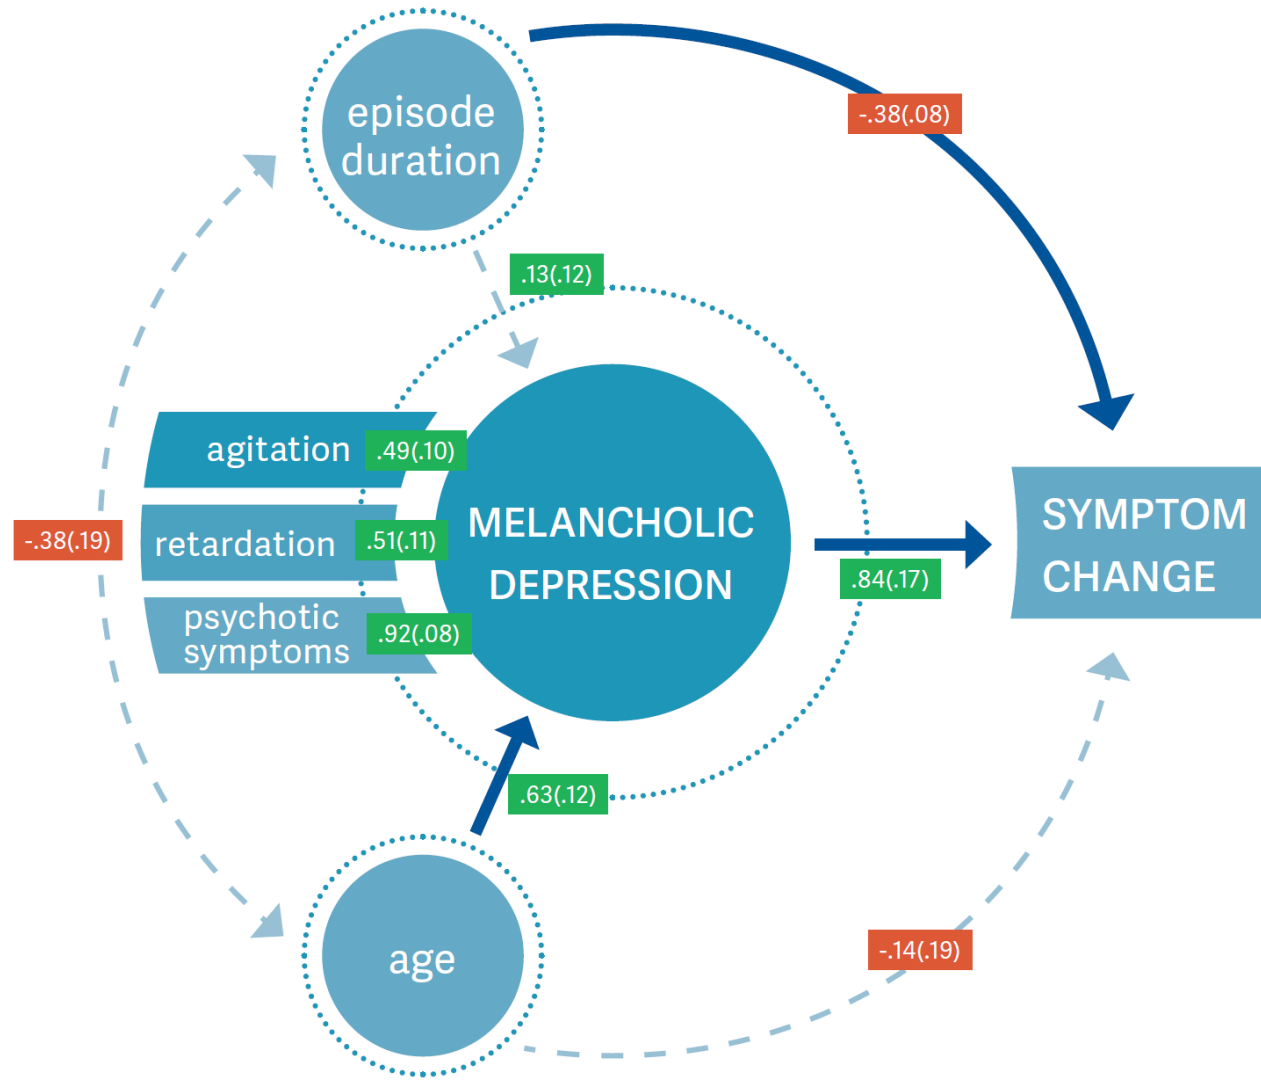 episode
duration
-.38(.08)
.13(.12)
agitation
.49(.10)
-.38(.19)
retardation
.51(.11)
psychotic
symptoms
.92(.08)
MELANCHOLIC
DEPRESSION
.84(.17)
SYMPTOM
CHANGE
.63(.12)
age
-.14(.19)